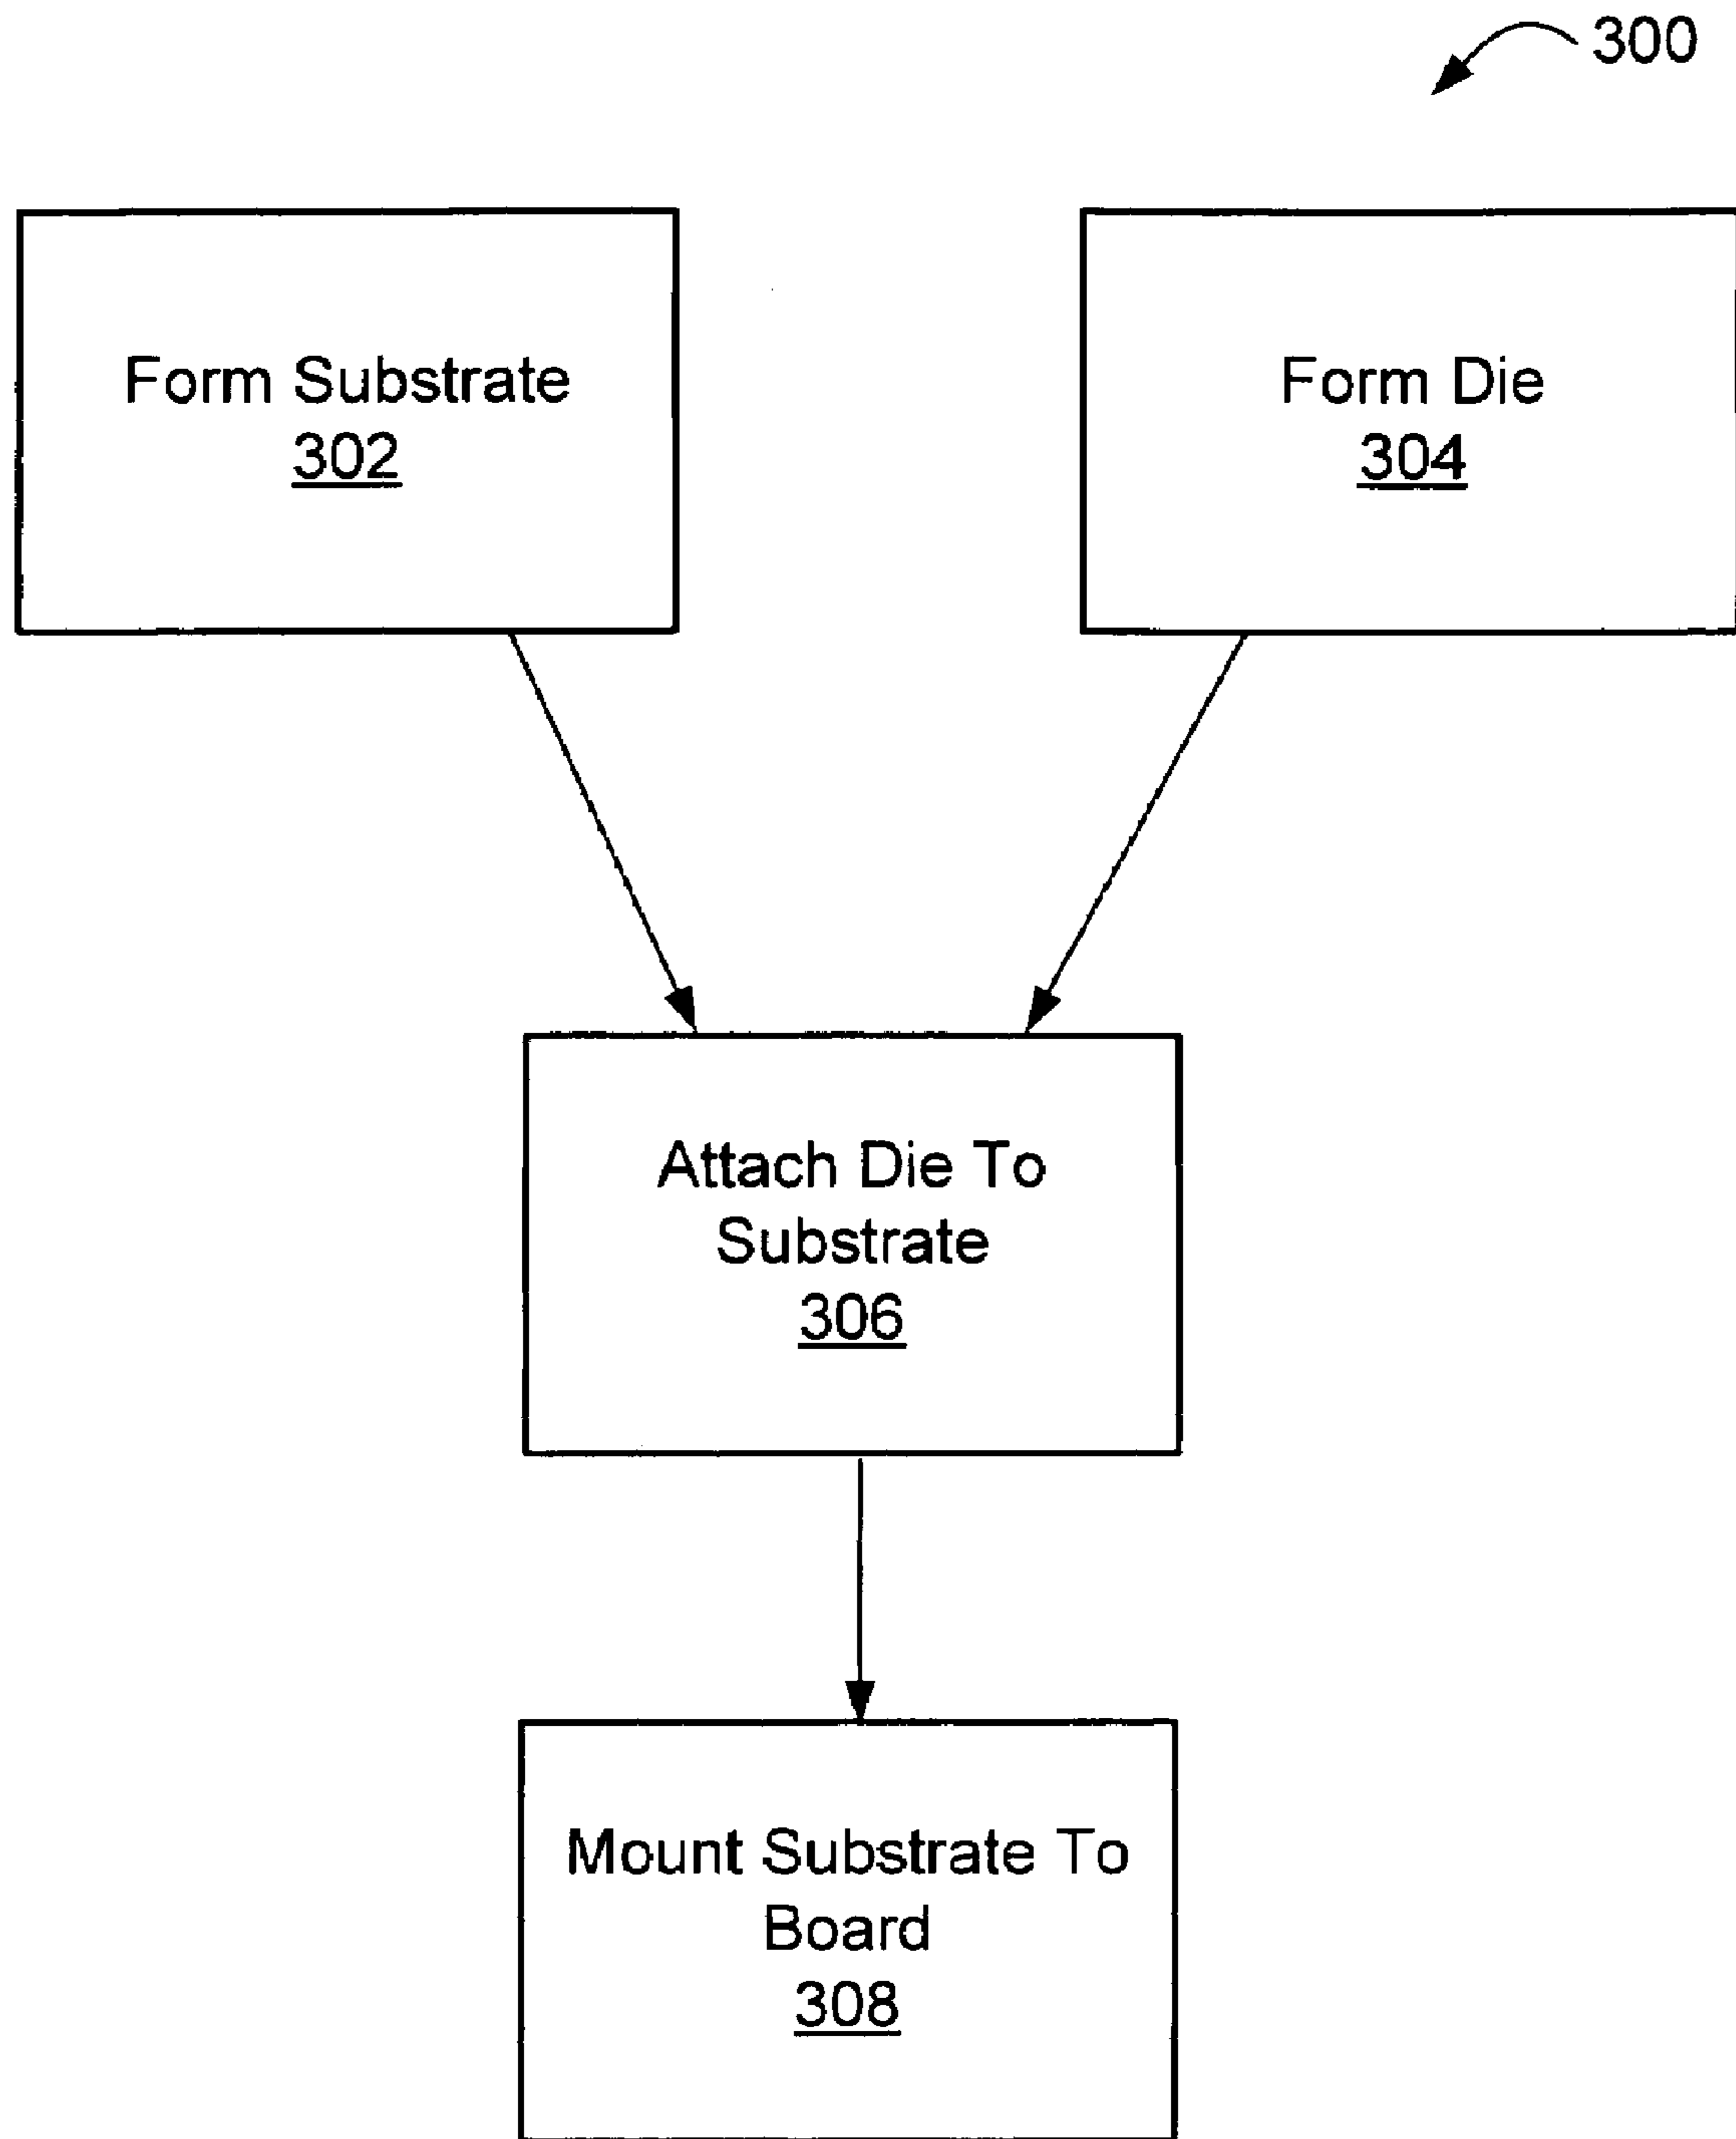 300
Form Substrate
302
Form Die
304
Attach Die To
Substrate
306
Mount Substrate To
Board
308